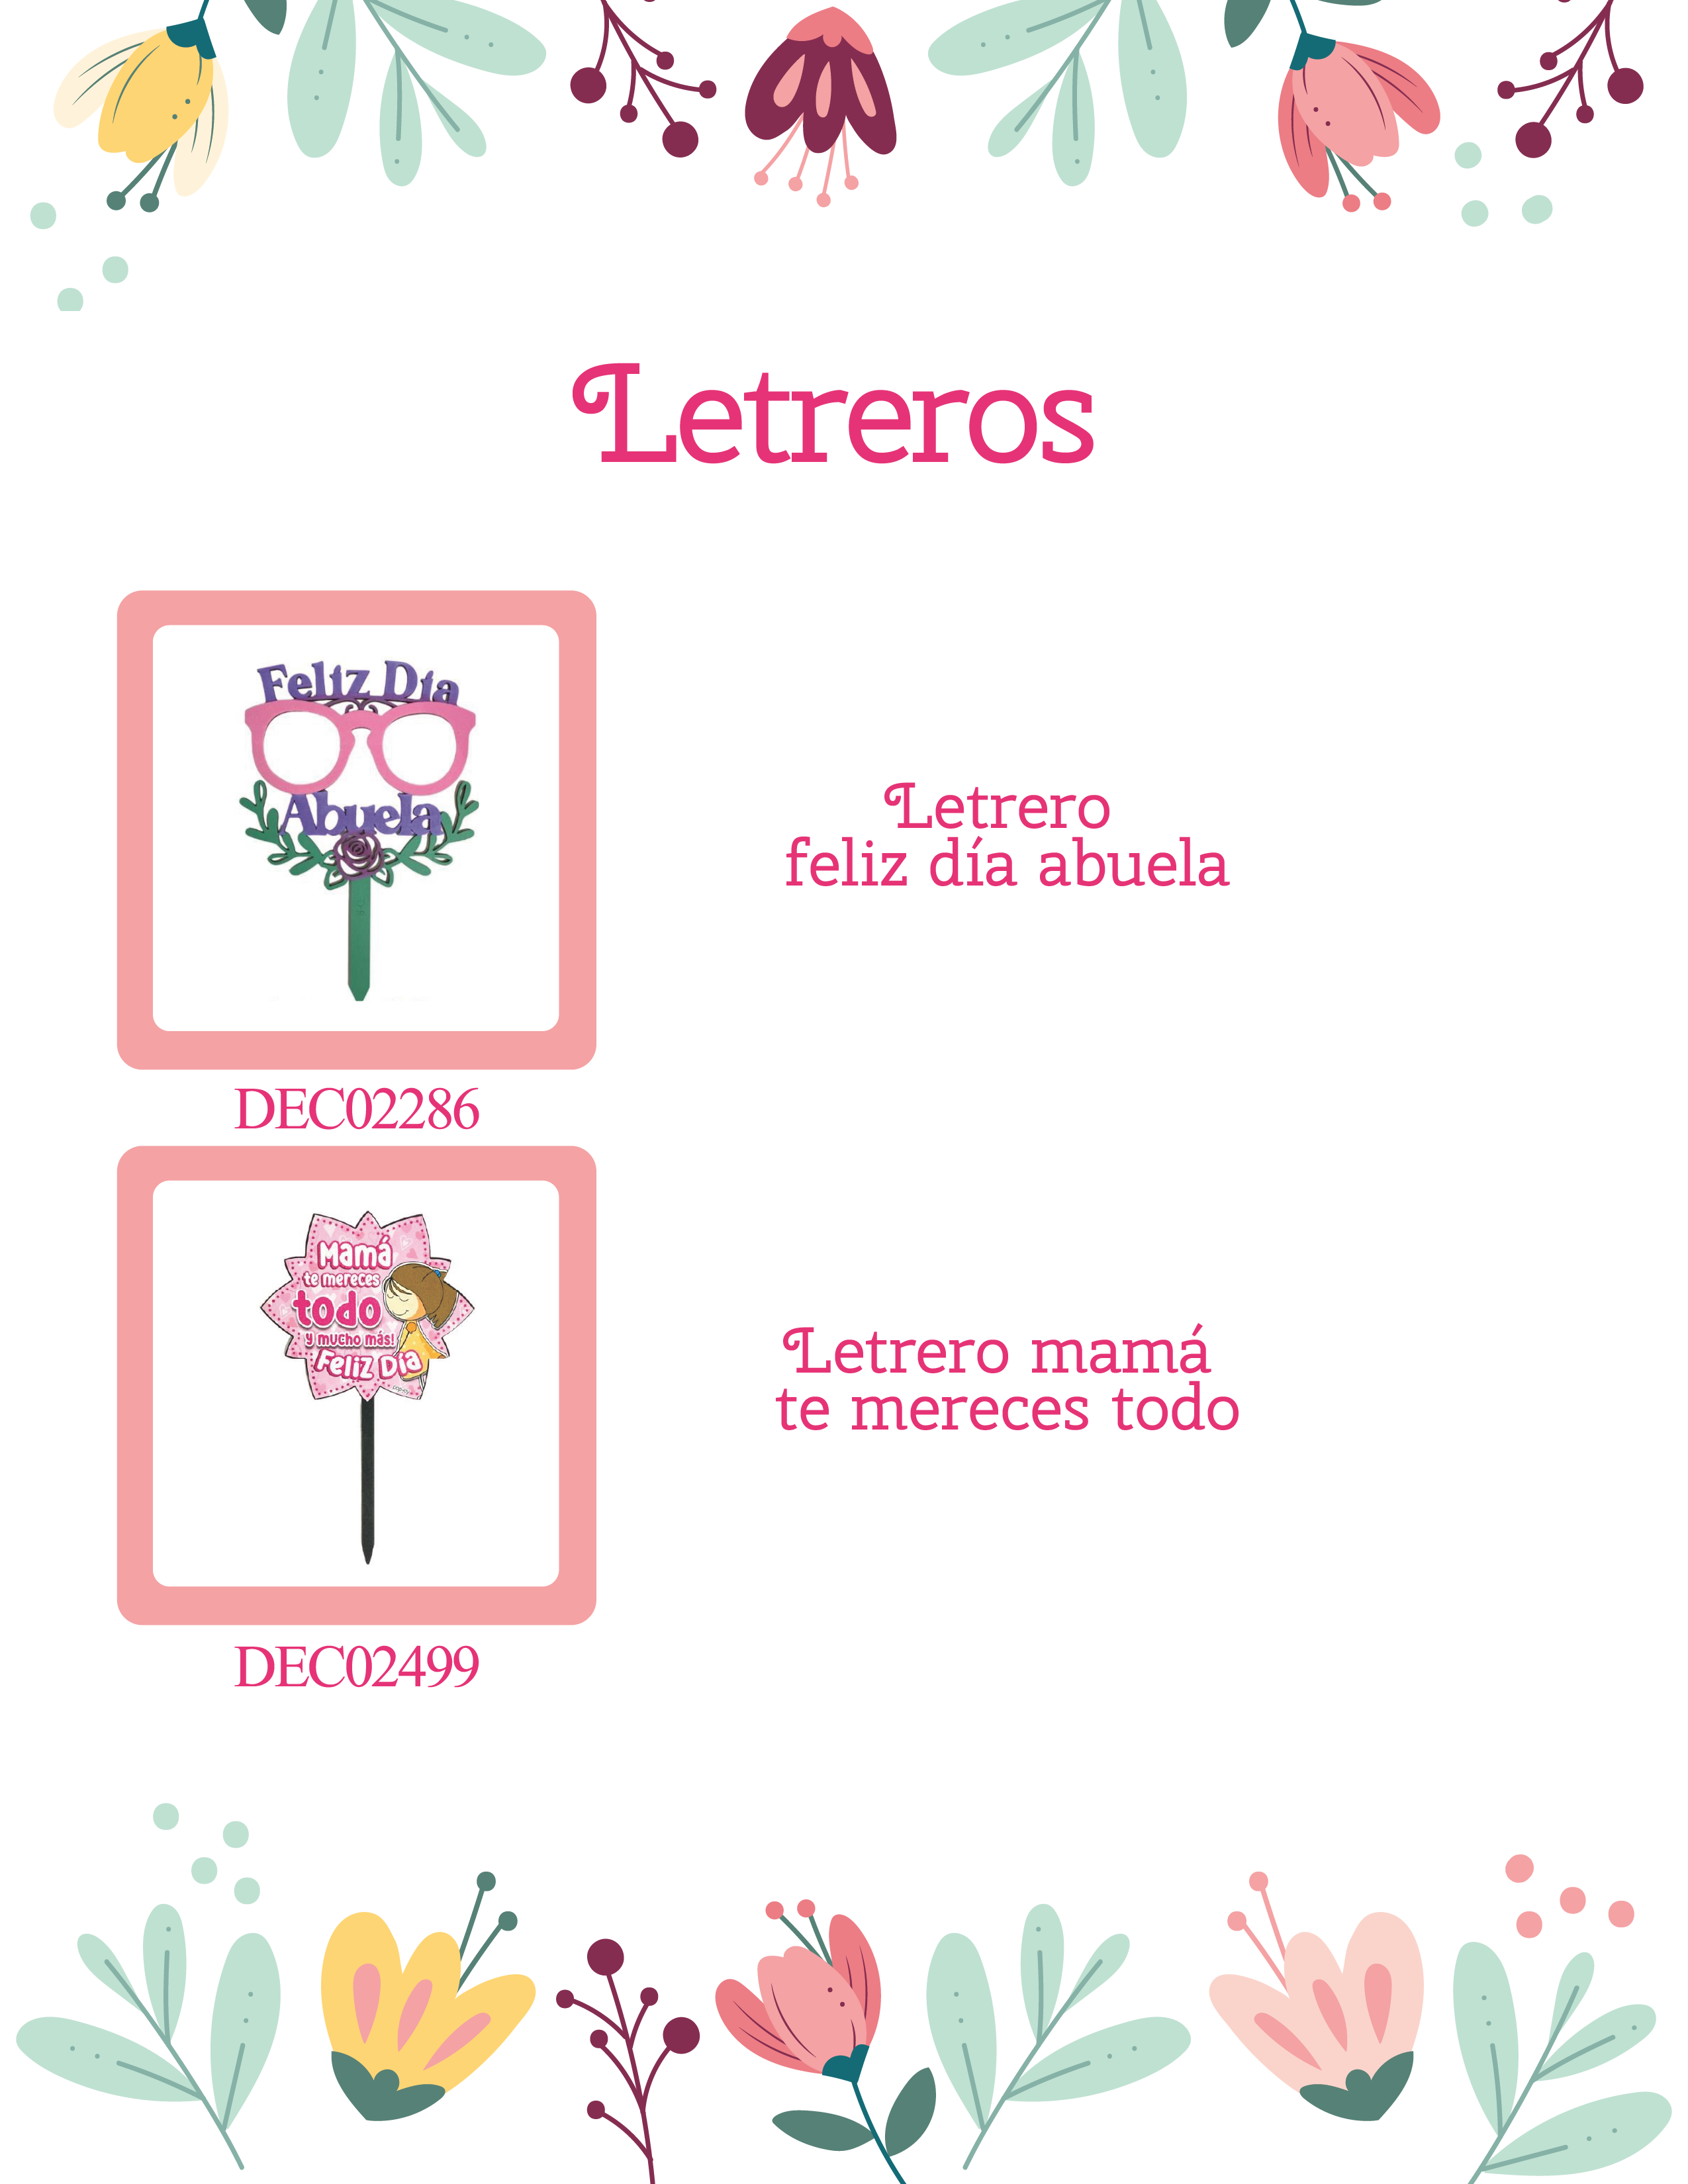 Letreros
Feliz Día
Abuela
Letrero
feliz día abuela
DEC02286
Mamá
te mereces
todo
y mucho más!
Feliz Día
Letrero mamá
te mereces todo
DEC02499